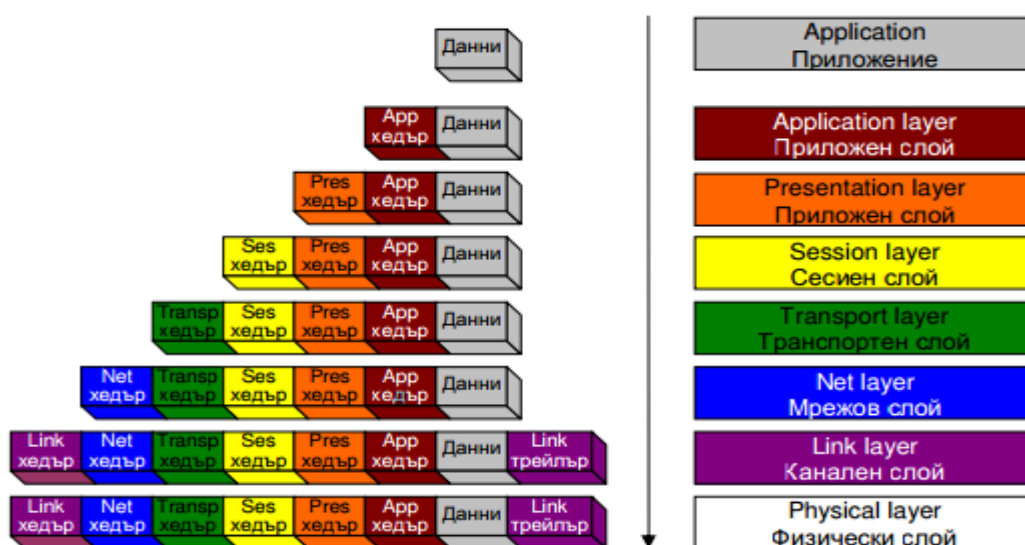 Данни
Application
Приложение
App
хедър
Данни
Application layer
Приложен слой
Pres
хедър
App
хедър
Данни
Presentation layer
Приложен слой
Ses
хедър
Pres
хедър
App
хедър
Данни
Session layer
Сесиен слой
Transp
хедър
Ses
хедър
Pres
хедър
App
хедър
Данни
Transport layer
Транспортен слой
Net
хедър
Transp
хедър
Ses
хедър
Pres
хедър
App
хедър
Данни
Net layer
Мрежов слой
Link
хедър
Net
хедър
Transp
хедър
Ses
хедър
Pres
хедър
App
хедър
Данни
Link
трейлър
Link layer
Канален слой
Link
хедър
Net
хедър
Transp
хедър
Ses
хедър
Pres
хедър
App
хедър
Данни
Link
трейлър
Physical layer
Физически слой